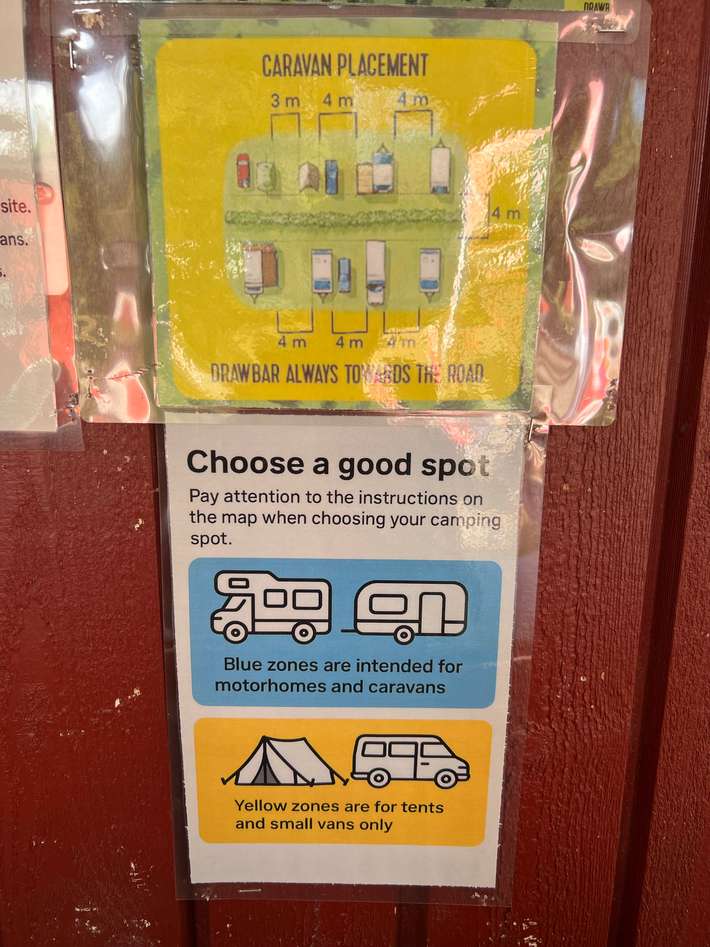 DRAWB
CARAVAN PLACEMENT
3 m 4 m 4 m
4 m
4 m 4 m 4 m
DRAWBAR ALWAYS TOWARDS THE ROAD
site.
ans.
s.
Choose a good spot
Pay attention to the instructions on
the map when choosing your camping
spot.
Blue zones are intended for
motorhomes and caravans
Yellow zones are for tents
and small vans only